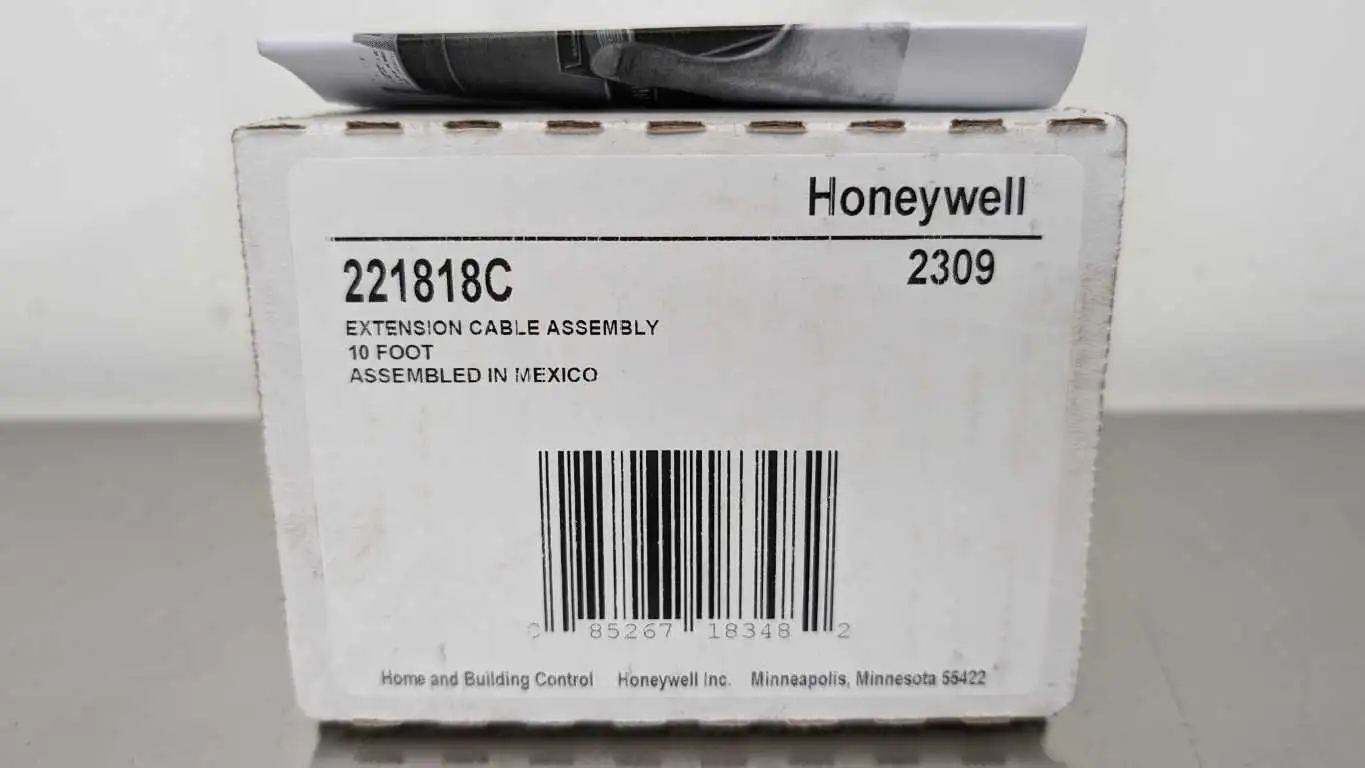 Honeywell
221818C 2309
EXTENSION CABLE ASSEMBLY
10 FOOT
ASSEMBLED IN MEXICO
0 85267 18348 2
Home and Building Control Honeywell Inc. Minneapolis, Minnesota 55422